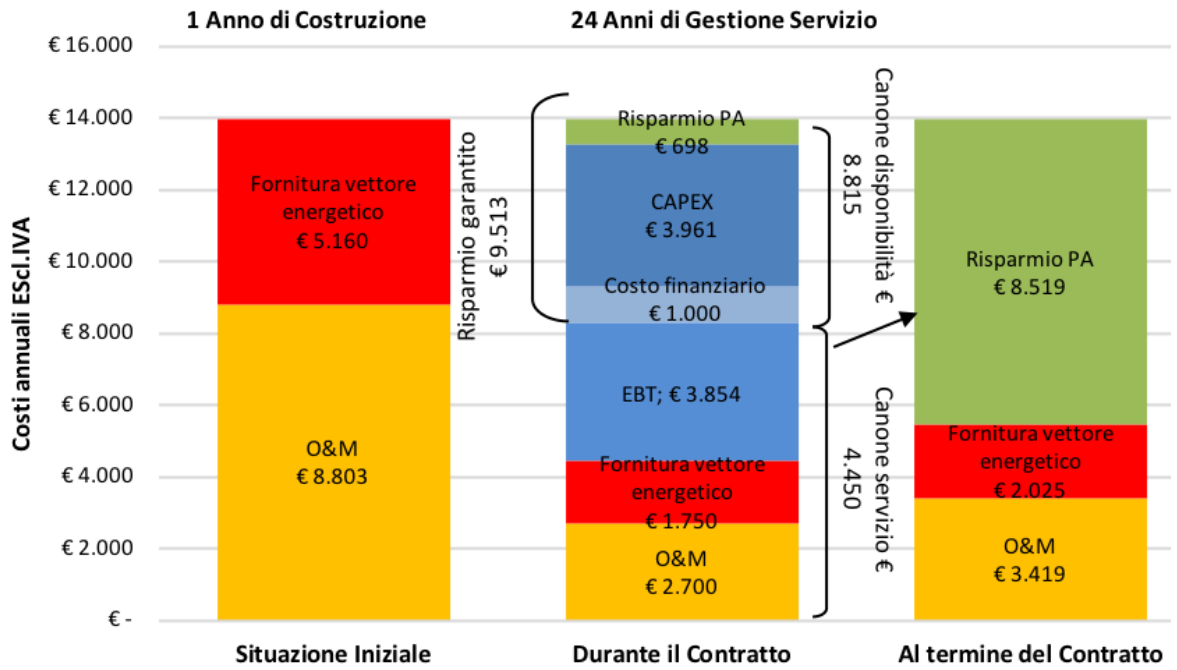 1 Anno di Costruzione
24 Anni di Gestione Servizio
Costi annuali EScl.IVA
€ 16.000
€ 14.000
€ 12.000
€ 10.000
€ 8.000
€ 6.000
€ 4.000
€ 2.000
€ -
Fornitura vettore
energetico
€ 5.160
O&M
€ 8.803
Risparmio garantito
€ 9.513
Risparmio PA
€ 698
CAPEX
€ 3.961
Costo finanziario
€ 1.000
EBT; € 3.854
Fornitura vettore
energetico
€ 1.750
O&M
€ 2.700
Canone disponibilità €
8.815
Canone servizio €
4.450
Risparmio PA
€ 8.519
Fornitura vettore
energetico
€ 2.025
O&M
€ 3.419
Situazione Iniziale
Durante il Contratto
Al termine del Contratto